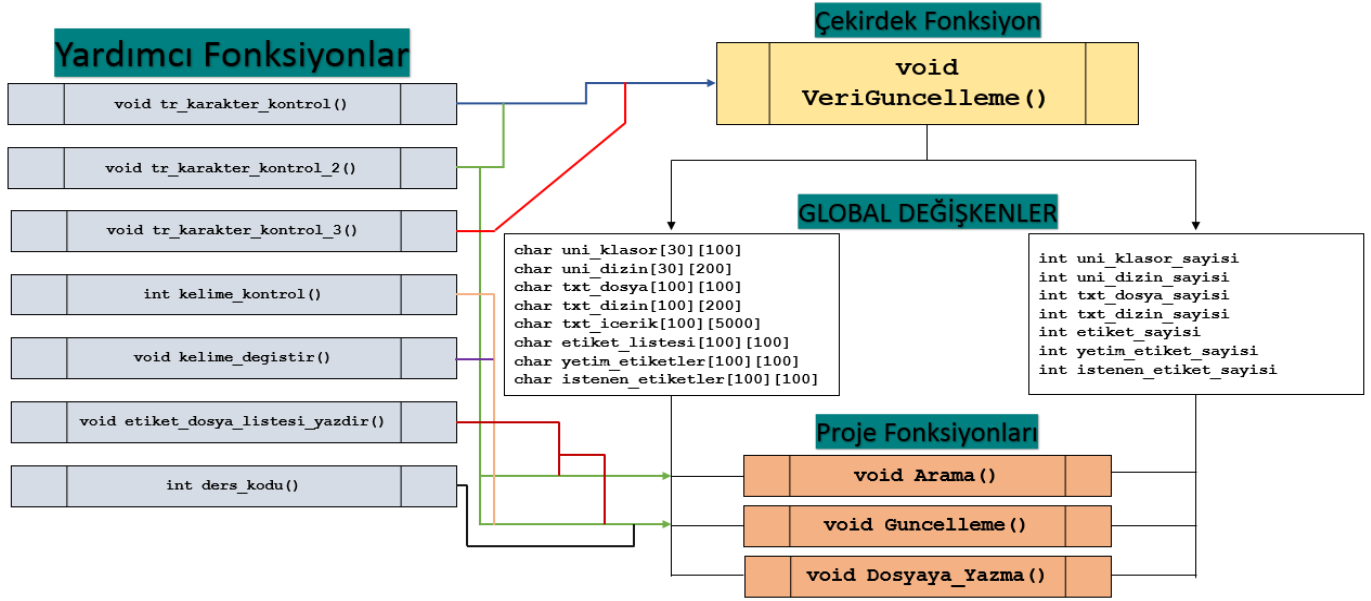 Yardımcı Fonksiyonlar
void tr_karakter_kontrol()
void tr_karakter_kontrol_2()
void tr_karakter_kontrol_3()
int kelime_kontrol()
void kelime_degistir()
void etiket_dosya_listesi_yazdir()
int ders_kodu()
Çekirdek Fonksiyon
void
VeriGuncelleme()
GLOBAL DEĞİŞKENLER
char uni_klasor[30][100]
char uni_dizin[30][200]
char txt_dosya[100][100]
char txt_dizin[100][200]
char txt_icerik[100][5000]
char etiket_listesi[100][100]
char yetim_etiketler[100][100]
char istenen_etiketler[100][100]
int uni_klasor_sayisi
int uni_dizin_sayisi
int txt_dosya_sayisi
int txt_dizin_sayisi
int etiket_sayisi
int yetim_etiket_sayisi
int istenen_etiket_sayisi
Proje Fonksiyonları
void Arama()
void Guncelleme()
void Dosyaya_Yazma()